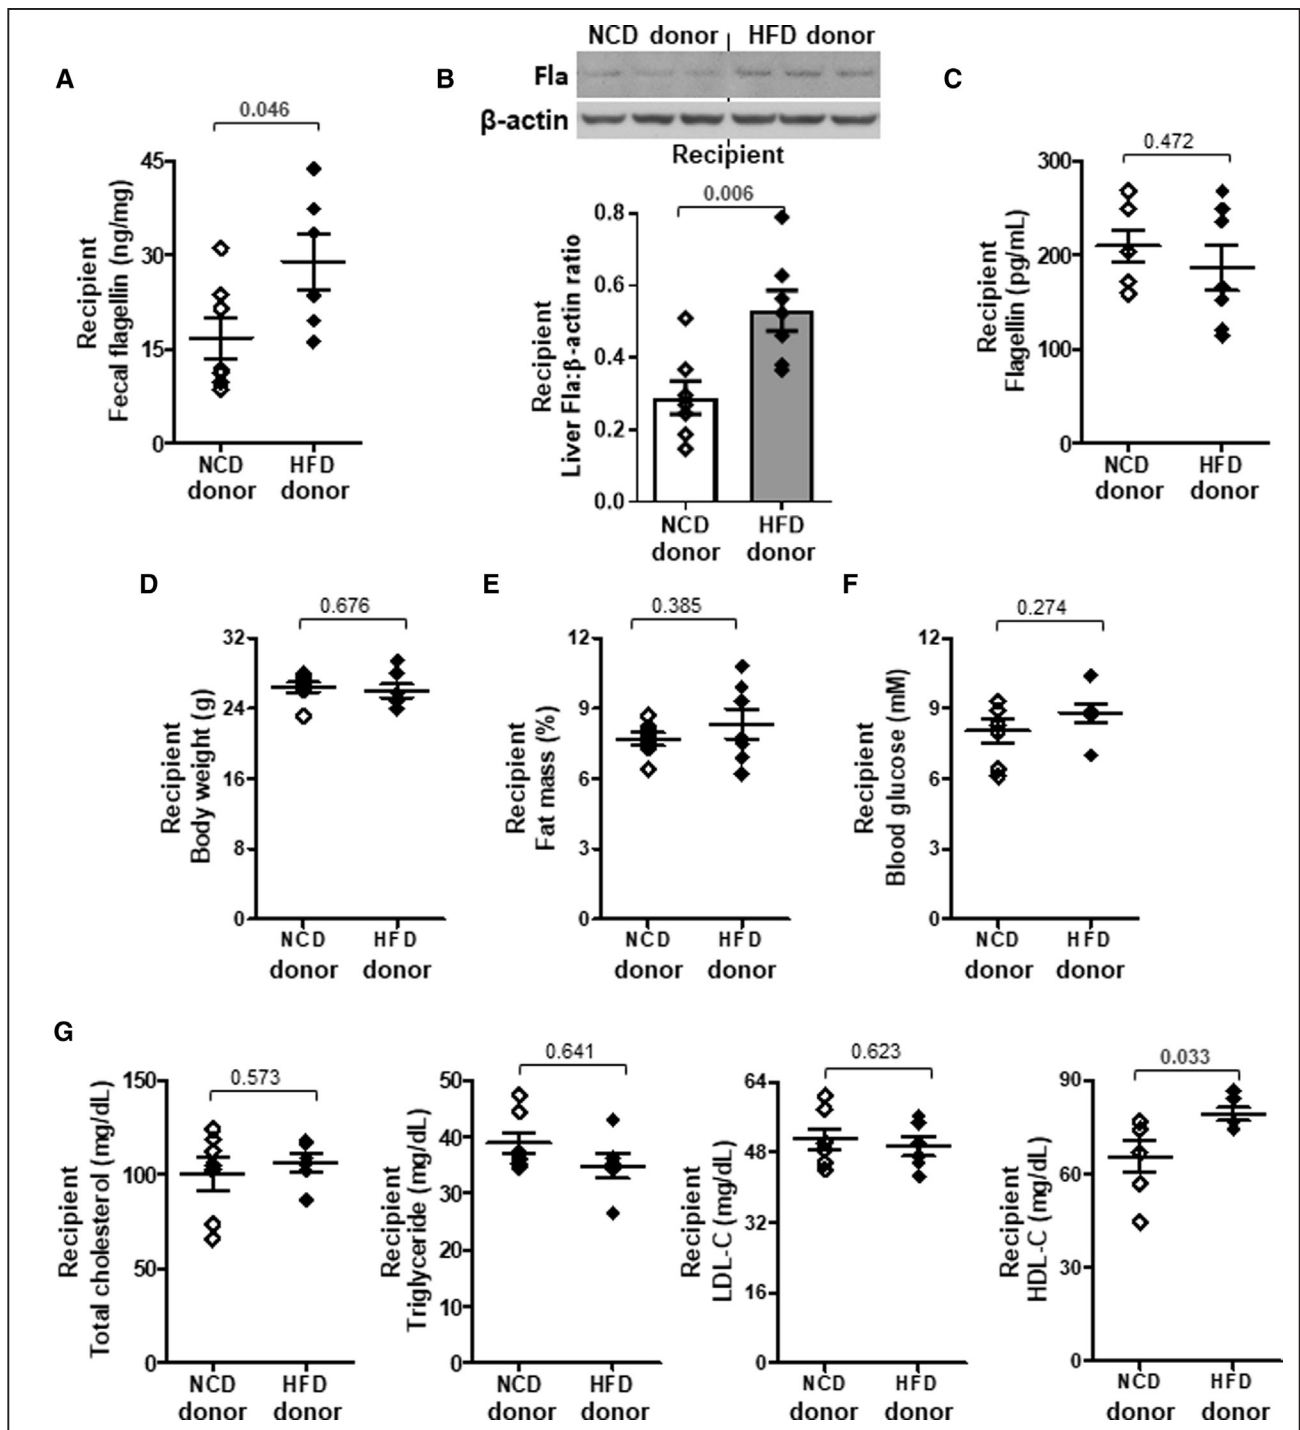 A
0.046
Recipient
Fecal flagellin (ng/mg)
45
30
15
0
NCD donor
HFD donor
B
NCD donor HFD donor
Fla
β-actin
Recipient
0.006
Recipient
Liver Fla:β-actin ratio
0.8
0.6
0.4
0.2
0.0
NCD donor
HFD donor
C
0.472
Recipient
Flagellin (pg/mL)
300
200
100
0
NCD donor
HFD donor
D
0.676
Recipient
Body weight (g)
32
24
16
8
0
NCD donor
HFD donor
E
0.385
Recipient
Fat mass (%)
12
9
6
3
0
NCD donor
HFD donor
F
0.274
Recipient
Blood glucose (mM)
12
9
6
3
0
NCD donor
HFD donor
G
0.573
Recipient
Total cholesterol (mg/dL)
150
100
50
0
NCD donor
HFD donor
0.641
Recipient
Triglyceride (mg/dL)
50
40
30
20
10
0
NCD donor
HFD donor
0.623
Recipient
LDL-C (mg/dL)
64
48
32
16
0
NCD donor
HFD donor
0.033
Recipient
HDL-C (mg/dL)
90
60
30
0
NCD donor
HFD donor